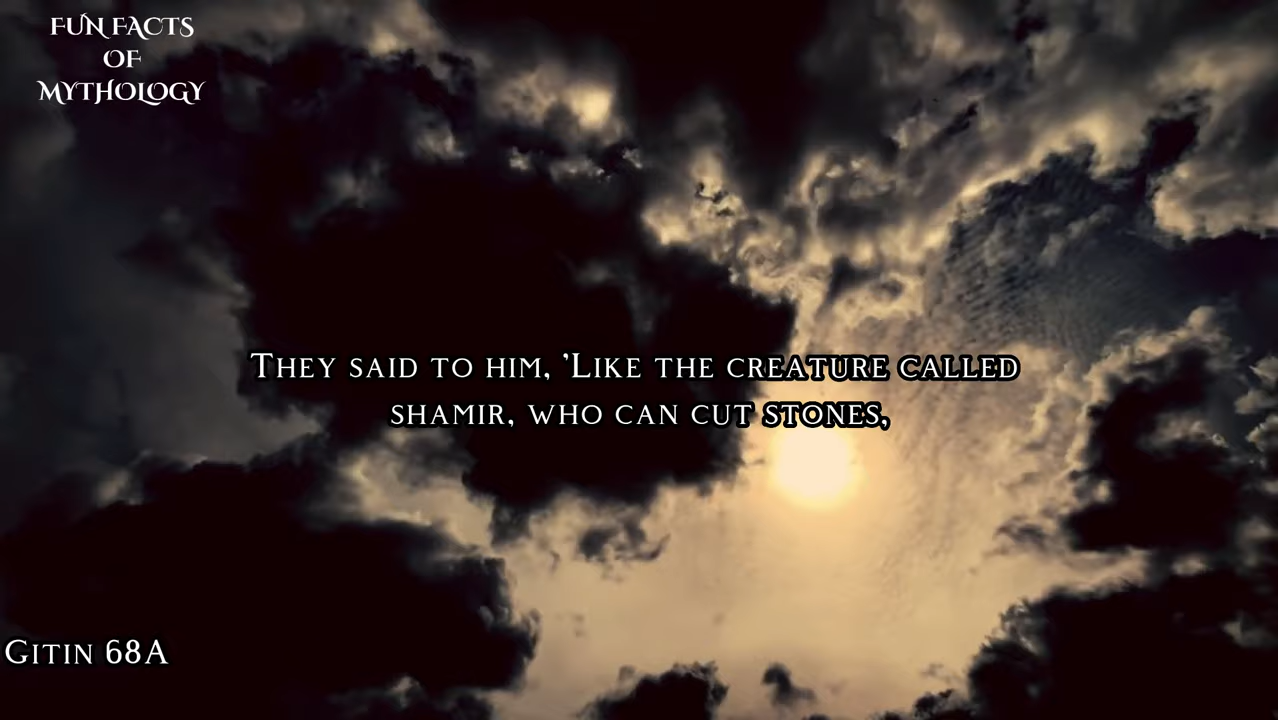 FUN FACTS
OF
MYTHOLOGY
They said to him, 'Like the creature called
shamir, who can cut stones,
Gitin 68A